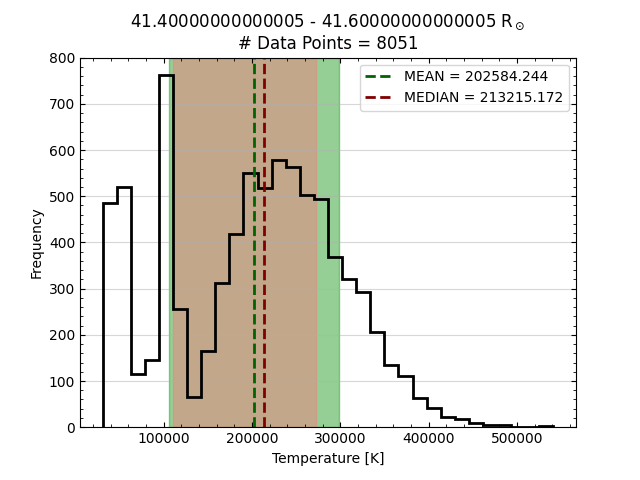 41.40000000000005 - 41.60000000000005 R⊙
# Data Points = 8051
MEAN = 202584.244
MEDIAN = 213215.172
800
700
600
500
400
300
200
100
0
Frequency
100000 200000 300000 400000 500000
Temperature [K]